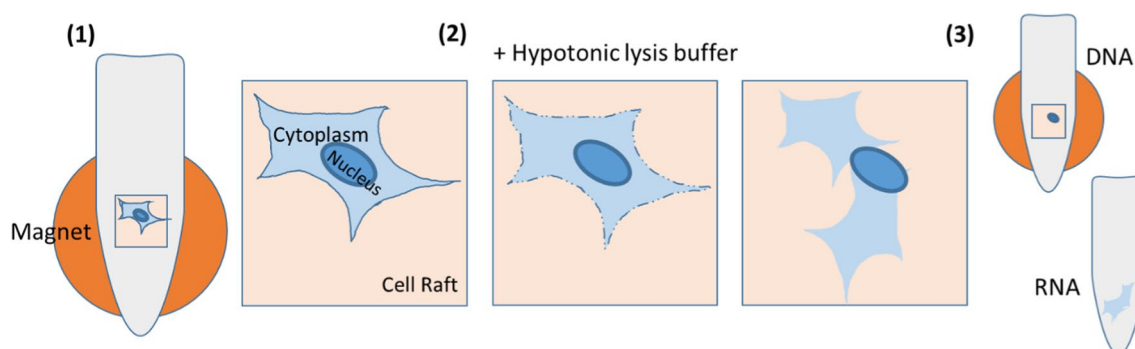 (1)
Magnet
(2)
+ Hypotonic lysis buffer
Cytoplasm
Nucleus
Cell Raft
(3)
DNA
RNA